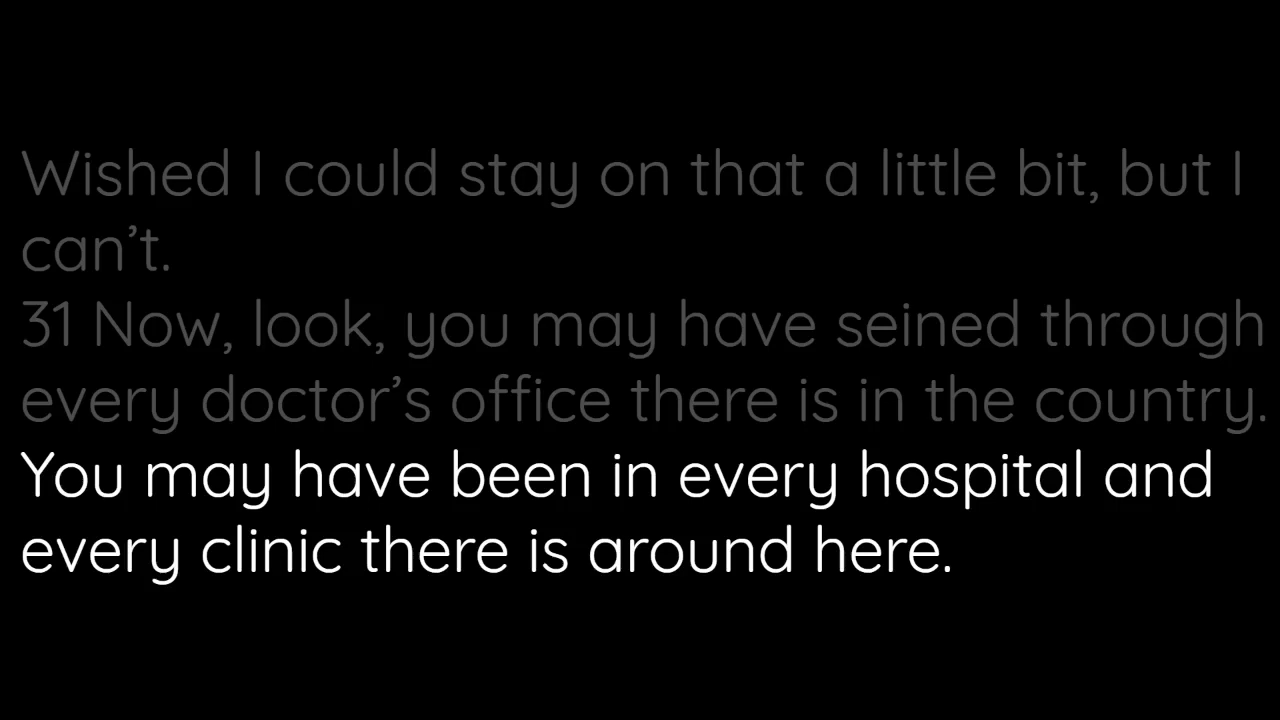 Wished I could stay on that a little bit, but I
can’t.
31 Now, look, you may have seined through
every doctor’s office there is in the country.
You may have been in every hospital and
every clinic there is around here.